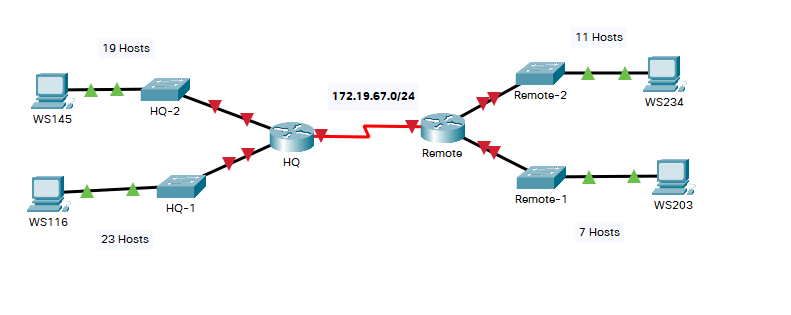 11 Hosts
19 Hosts
172.19.67.0/24
Remote-2
WS234
WS145
HQ-2
HQ
Remote
WS116
HQ-1
Remote-1
WS203
23 Hosts
7 Hosts